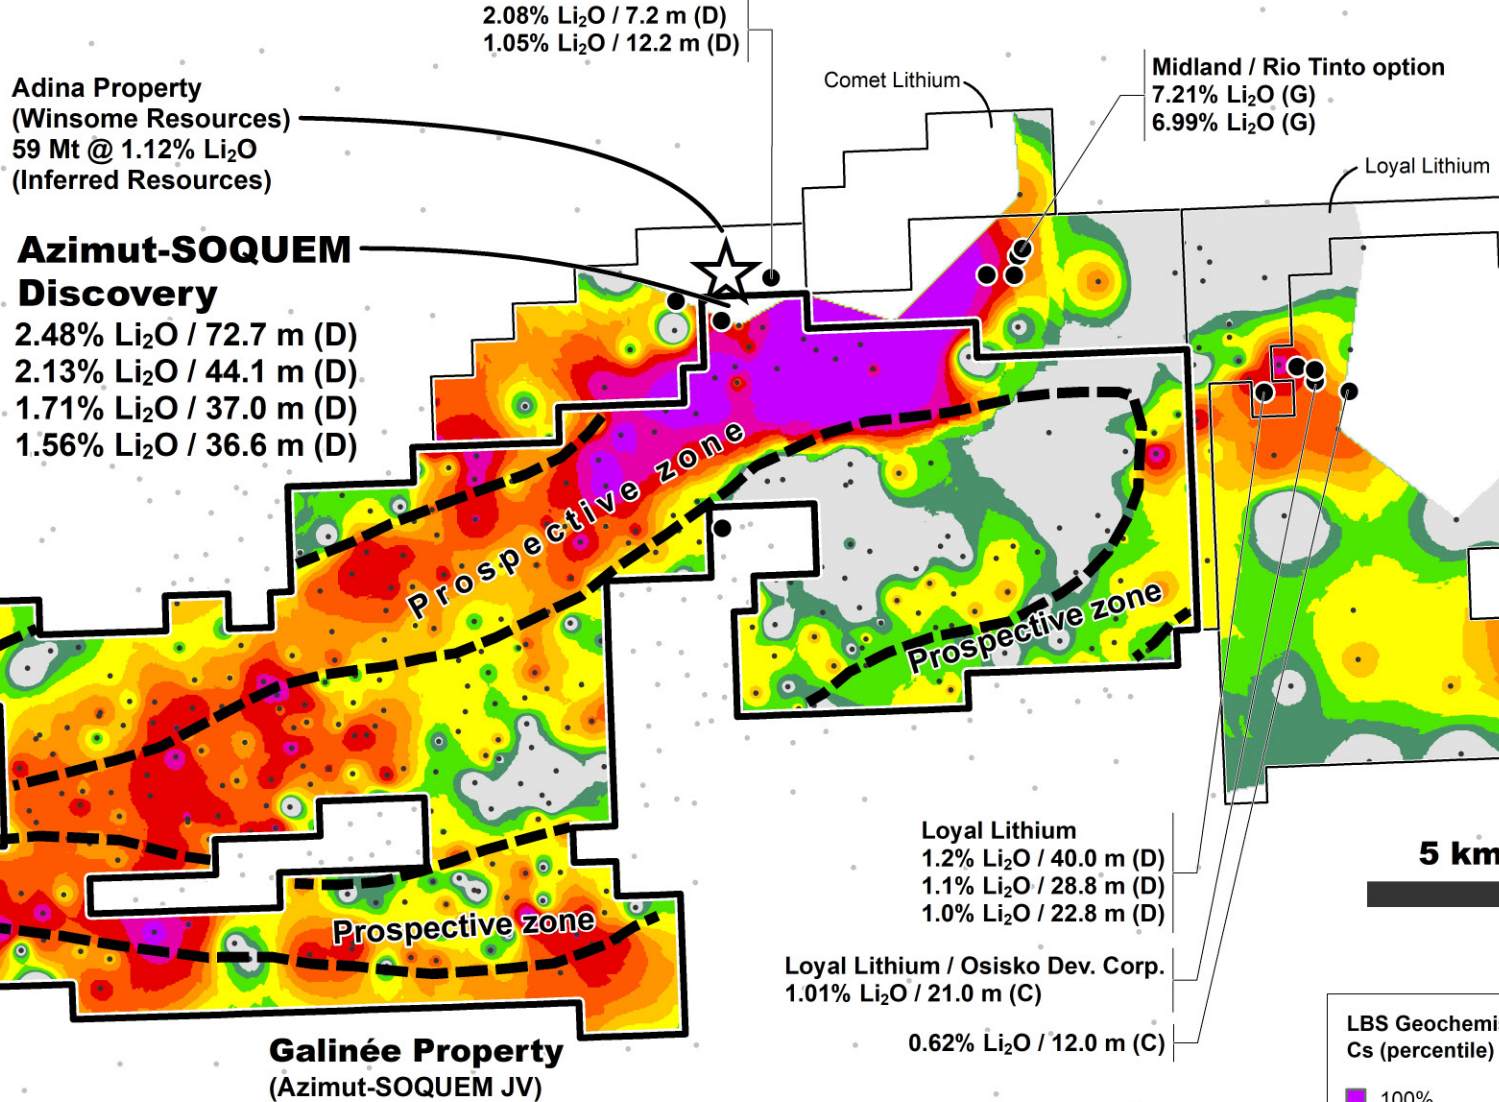 2.08% Li₂O / 7.2 m (D)
1.05% Li₂O / 12.2 m (D)
Adina Property
(Winsome Resources)
59 Mt @ 1.12% Li₂O
(Inferred Resources)
Comet Lithium
Midland / Rio Tinto option
7.21% Li₂O (G)
6.99% Li₂O (G)
Loyal Lithium
Azimut-SOQUEM
Discovery
2.48% Li₂O / 72.7 m (D)
2.13% Li₂O / 44.1 m (D)
1.71% Li₂O / 37.0 m (D)
1.56% Li₂O / 36.6 m (D)
Prospective zone
Prospective zone
Prospective zone
Loyal Lithium
1.2% Li₂O / 40.0 m (D)
1.1% Li₂O / 28.8 m (D)
1.0% Li₂O / 22.8 m (D)
5 km
Loyal Lithium / Osisko Dev. Corp.
1.01% Li₂O / 21.0 m (C)
0.62% Li₂O / 12.0 m (C)
Galinée Property
(Azimut-SOQUEM JV)
LBS Geochemis
Cs (percentile)
100%